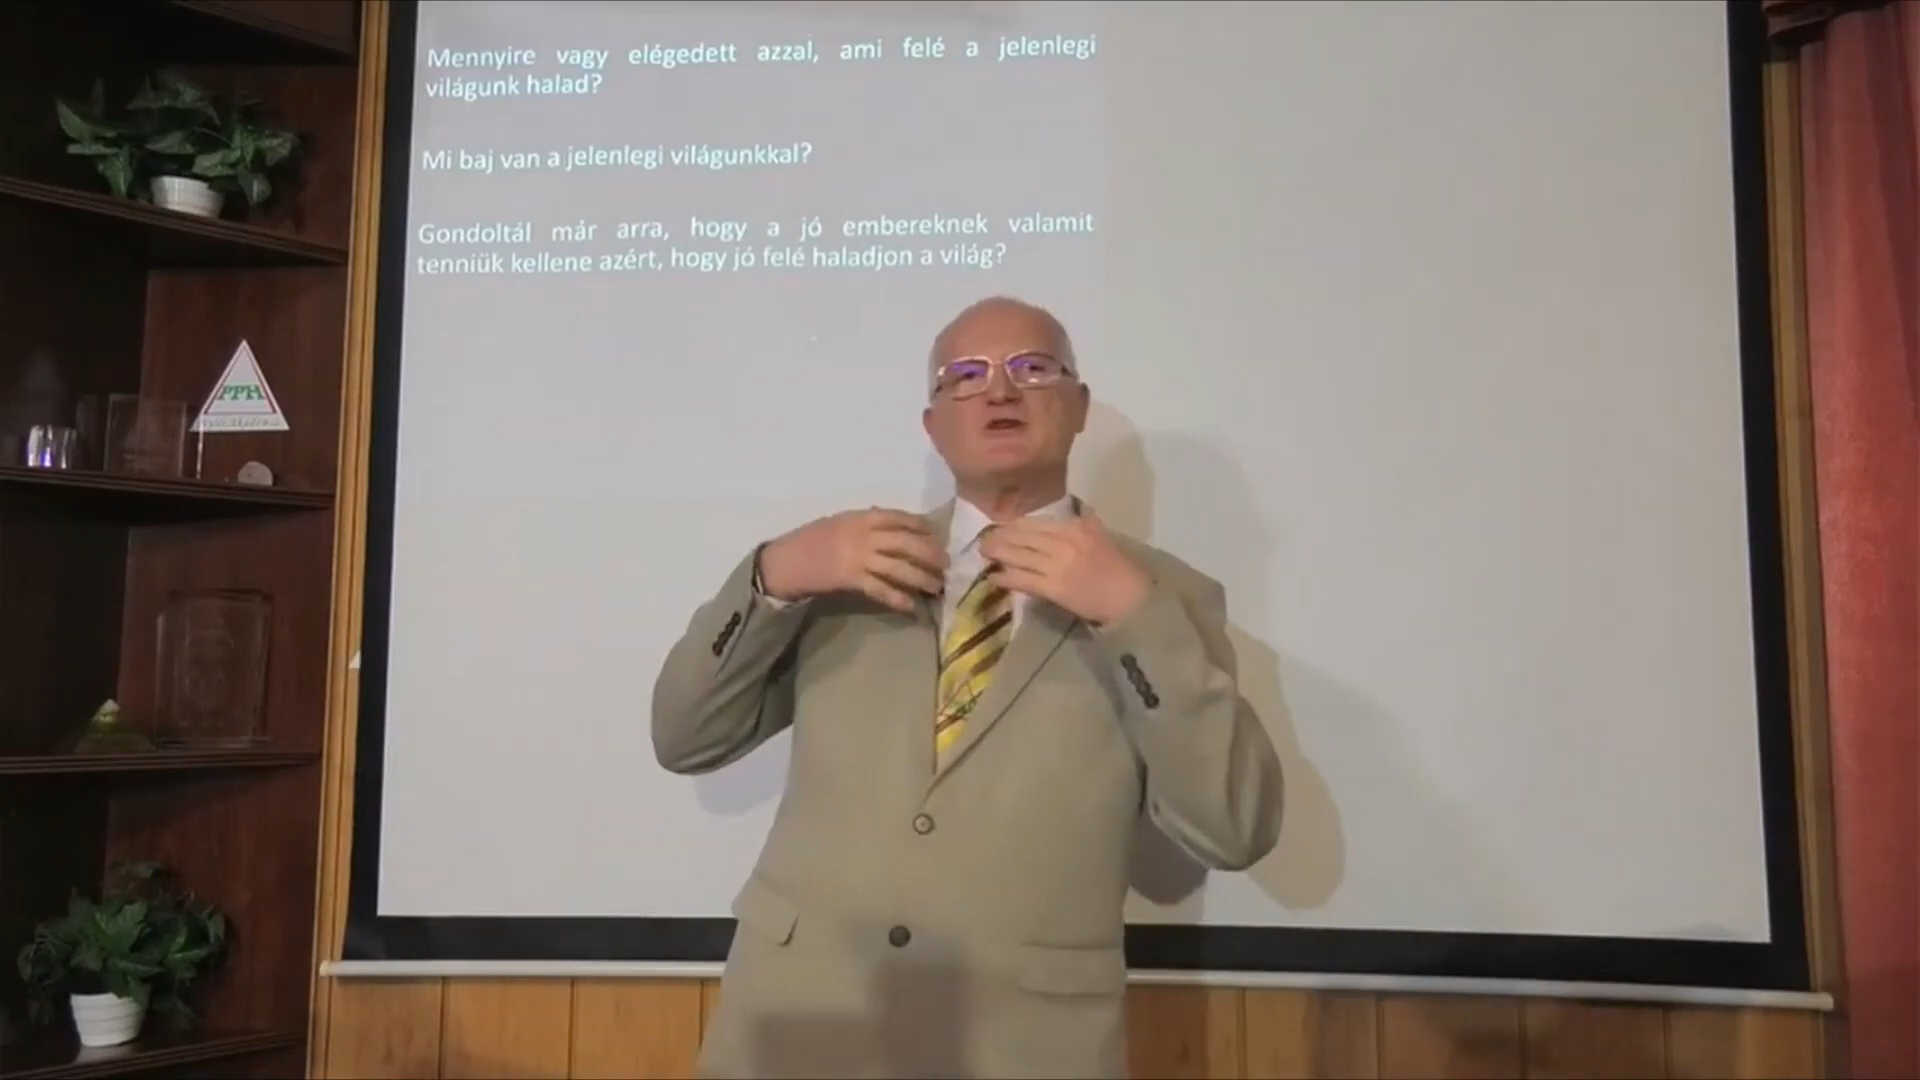 Mennyire vagy elégedett azzal, ami felé a jelenlegi
világunk halad?
Mi baj van a jelenlegi világunkkal?
Gondoltál már arra, hogy a jó embereknek valamit
tenniük kellene azért, hogy jó felé haladjon a világ?
PPH